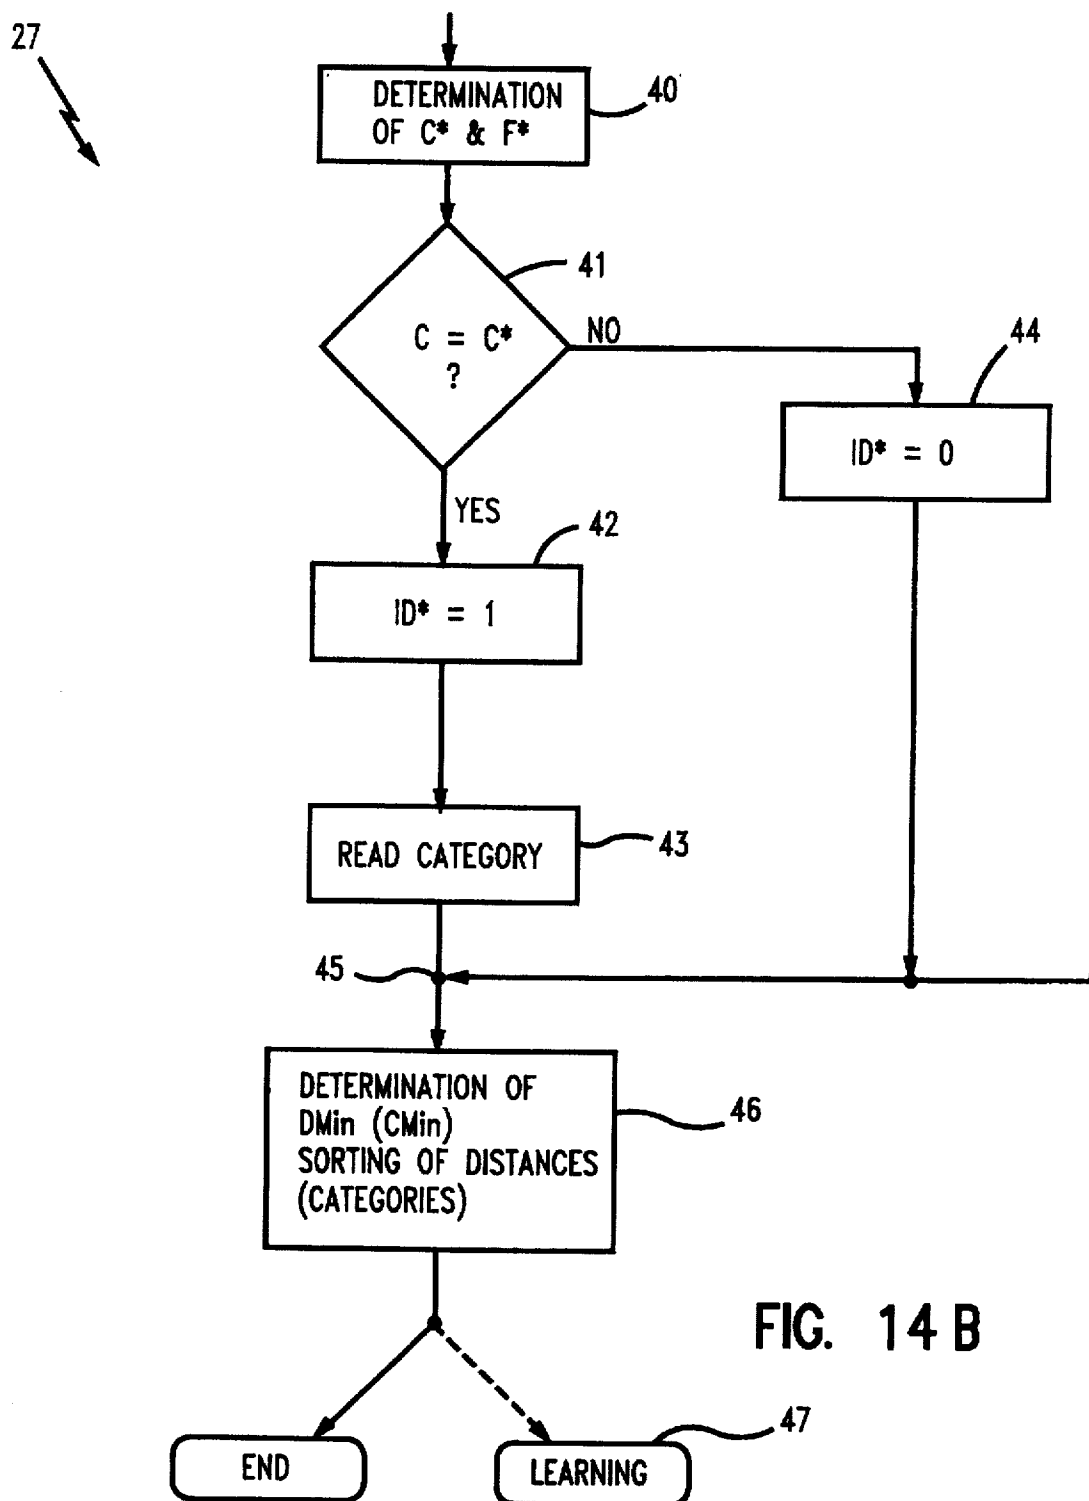 27
DETERMINATION
OF C* & F*
40
41
C = C*
?
NO
44
ID* = 0
YES
42
ID* = 1
READ CATEGORY
43
45
DETERMINATION OF
DMin (CMin)
SORTING OF DISTANCES
(CATEGORIES)
46
FIG. 14 B
47
END
LEARNING